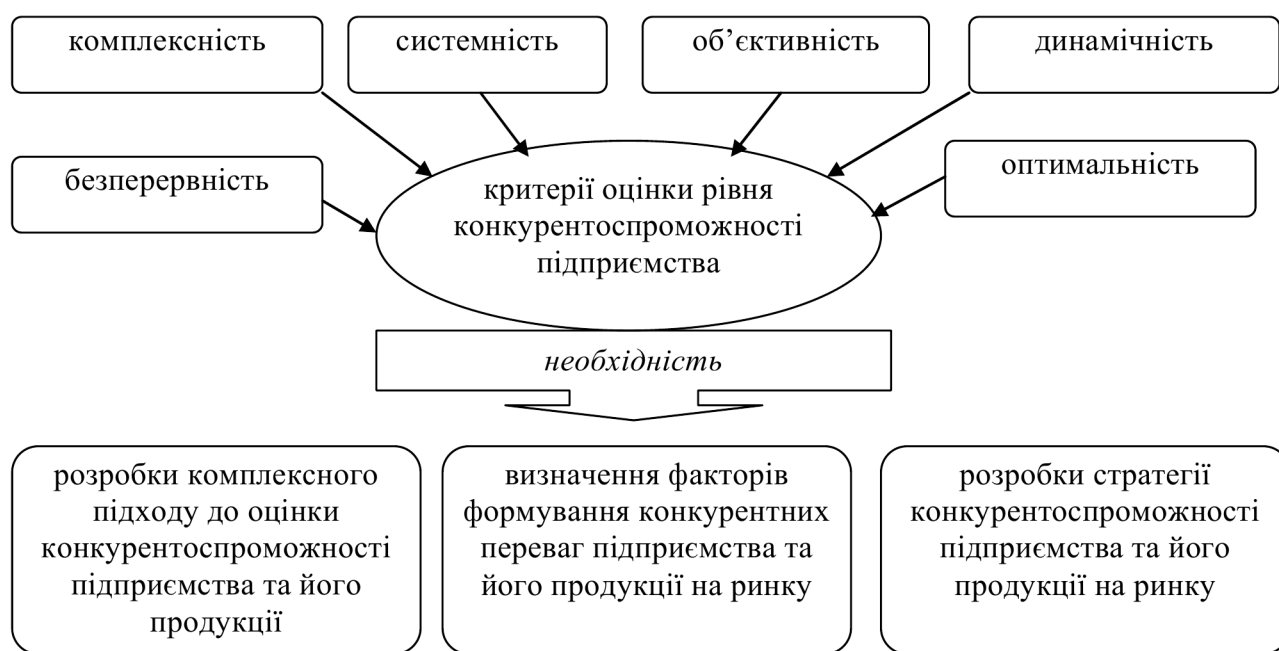 комплексність
системність
об’єктивність
динамічність
безперервність
оптимальність
критерії оцінки рівня
конкурентоспроможності
підприємства
необхідність
розробки комплексного
підходу до оцінки
конкурентоспроможності
підприємства та його
продукції
визначення факторів
формування конкурентних
переваг підприємства та
його продукції на ринку
розробки стратегії
конкурентоспроможності
підприємства та його
продукції на ринку